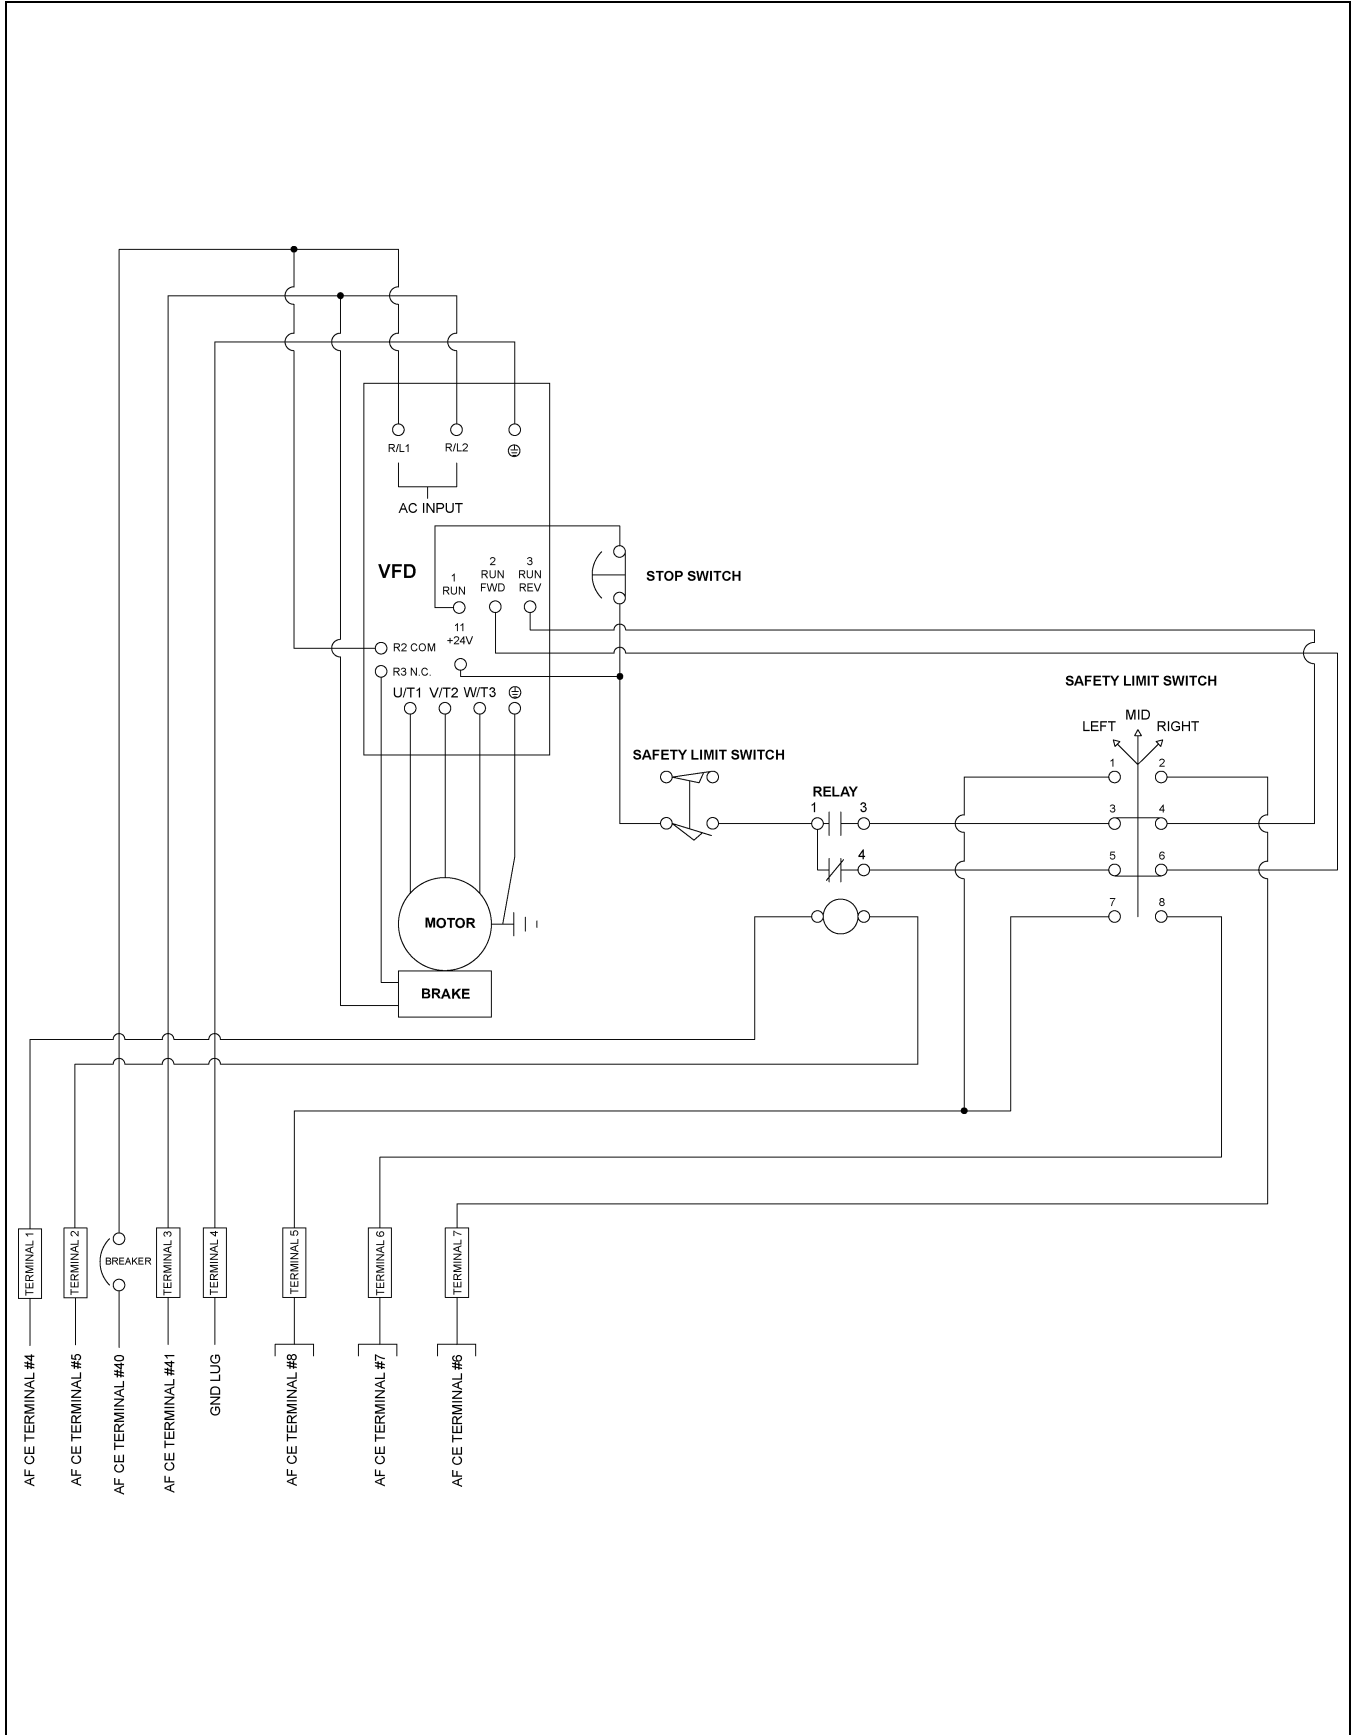 R/L1
R/L2
AC INPUT
VFD
1
RUN
2
RUN
FWD
3
RUN
REV
STOP SWITCH
11
+24V
R2 COM
R3 N.C.
U/T1
V/T2
W/T3
SAFETY LIMIT SWITCH
MID
LEFT
RIGHT
SAFETY LIMIT SWITCH
1
2
RELAY
1
3
3
4
4
5
6
7
8
MOTOR
BRAKE
TERMINAL 1
TERMINAL 2
BREAKER
TERMINAL 3
TERMINAL 4
TERMINAL 5
TERMINAL 6
TERMINAL 7
AF CE TERMINAL #4
AF CE TERMINAL #5
AF CE TERMINAL #40
AF CE TERMINAL #41
GND LUG
AF CE TERMINAL #8
AF CE TERMINAL #7
AF CE TERMINAL #6